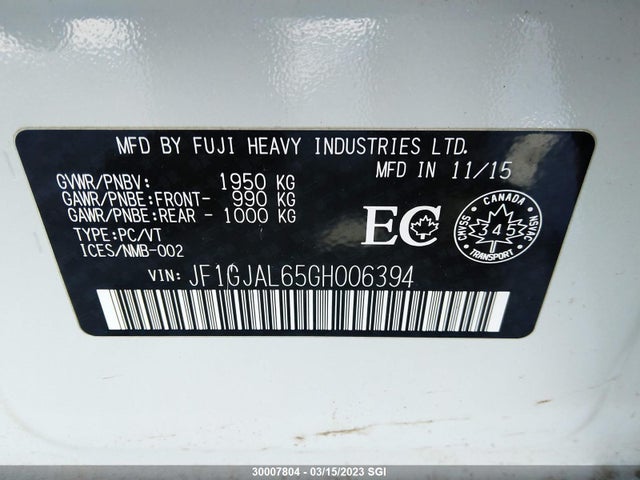 MFD BY FUJI HEAVY INDUSTRIES LTD.
MFD IN 11/15
GVWR/PNBV: 1950 KG
GAWR/PNBE:FRONT- 990 KG
GAWR/PNBE:REAR - 1000 KG
TYPE:PC/VT
ICES/NMB-002
EC
CANADA
CMVSS 345 NSVAC
TRANSPORT
VIN: JF1GJAL65GH006394
30007804 - 03/15/2023 SGI